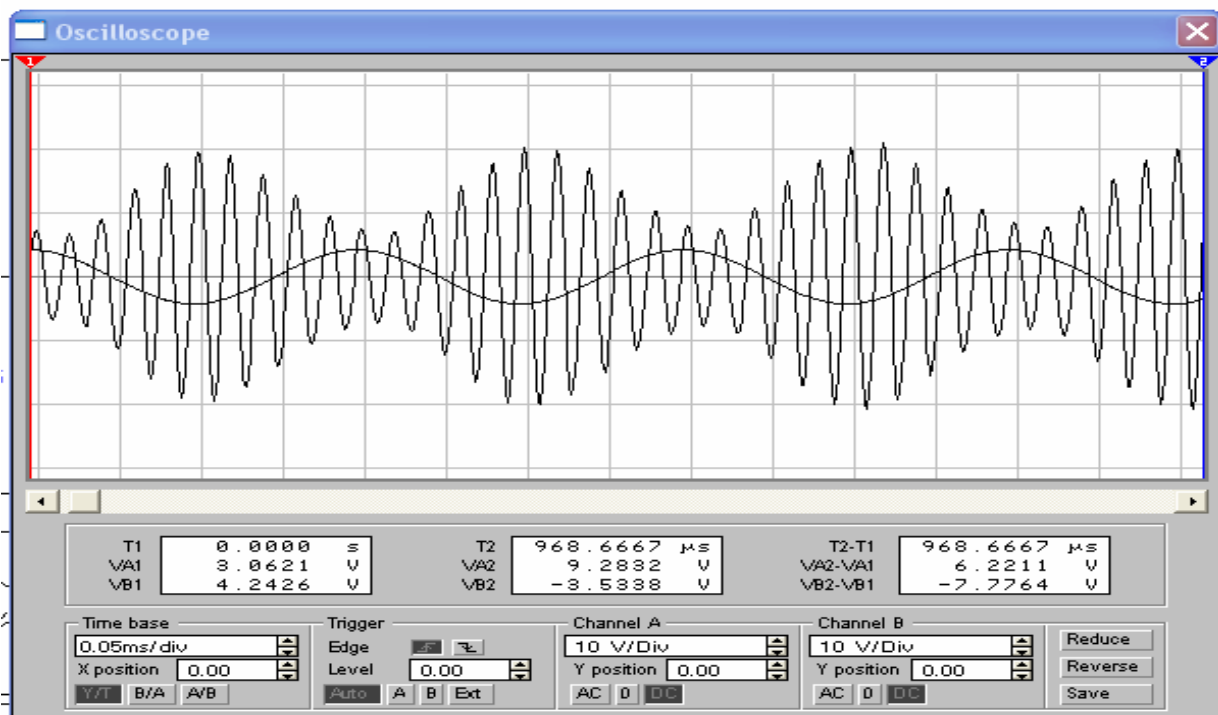 Oscilloscope
1 2
T1 0.0000 s T2 968.6667 µs T2-T1 968.6667 µs
VA1 3.0621 V VA2 9.2832 V VA2-VA1 6.2211 V
VB1 4.2426 V VB2 -3.5338 V VB2-VB1 -7.7764 V
Time base Trigger Channel A Channel B
0.05ms/div Edge 10 V/Div 10 V/Div Reduce
X position 0.00 Level 0.00 Y position 0.00 Y position 0.00 Reverse
Y/T B/A A/B Auto A B Ext AC 0 DC AC 0 DC Save